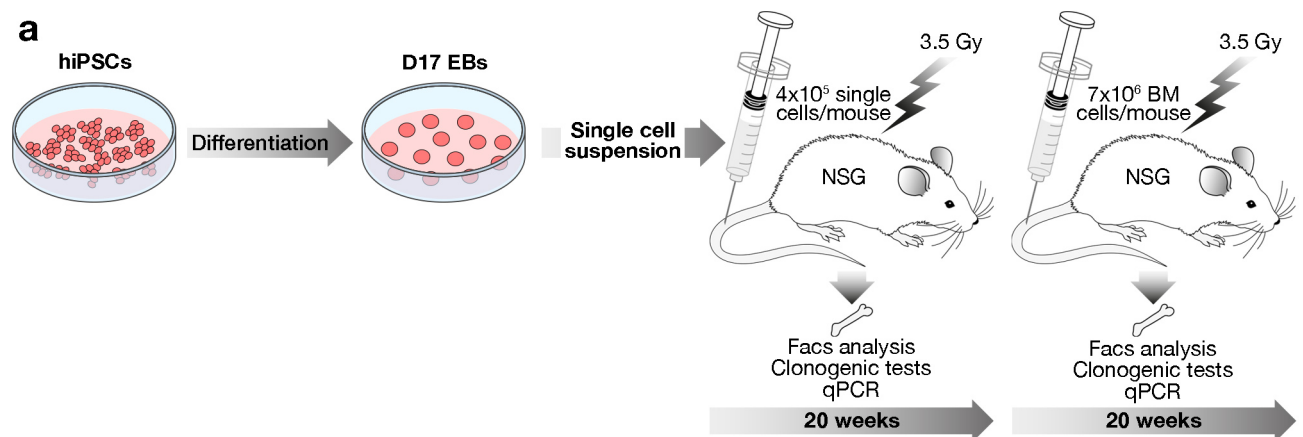 a
hiPSCs
Differentiation
D17 EBs
Single cell
suspension
4x10⁵ single
cells/mouse
3.5 Gy
NSG
Facs analysis
Clonogenic tests
qPCR
20 weeks
7x10⁶ BM
cells/mouse
3.5 Gy
NSG
Facs analysis
Clonogenic tests
qPCR
20 weeks